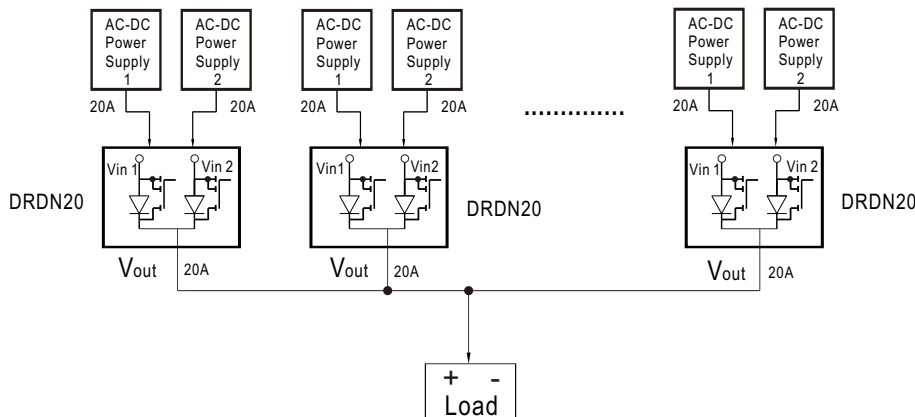 AC-DC
Power
Supply
1
AC-DC
Power
Supply
2
AC-DC
Power
Supply
1
AC-DC
Power
Supply
2
AC-DC
Power
Supply
1
AC-DC
Power
Supply
2
20A
20A
20A
20A
20A
20A
Vin 1
Vin 2
Vin1
Vin2
Vin 1
Vin 2
DRDN20
DRDN20
DRDN20
Vout
20A
Vout
20A
Vout
20A
+ -
Load